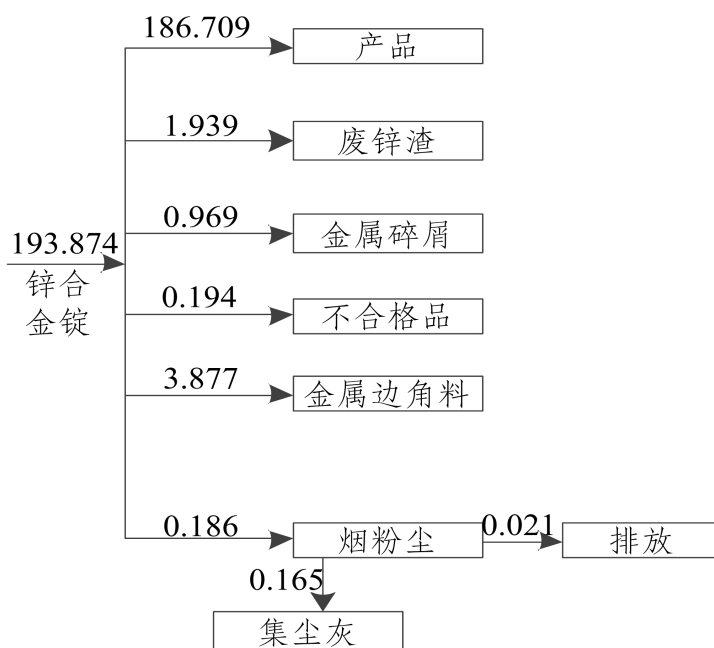 186.709
产品
1.939
废锌渣
0.969
金属碎屑
193.874
锌合
金锭
0.194
不合格品
3.877
金属边角料
0.186
烟粉尘
0.021
排放
0.165
集尘灰